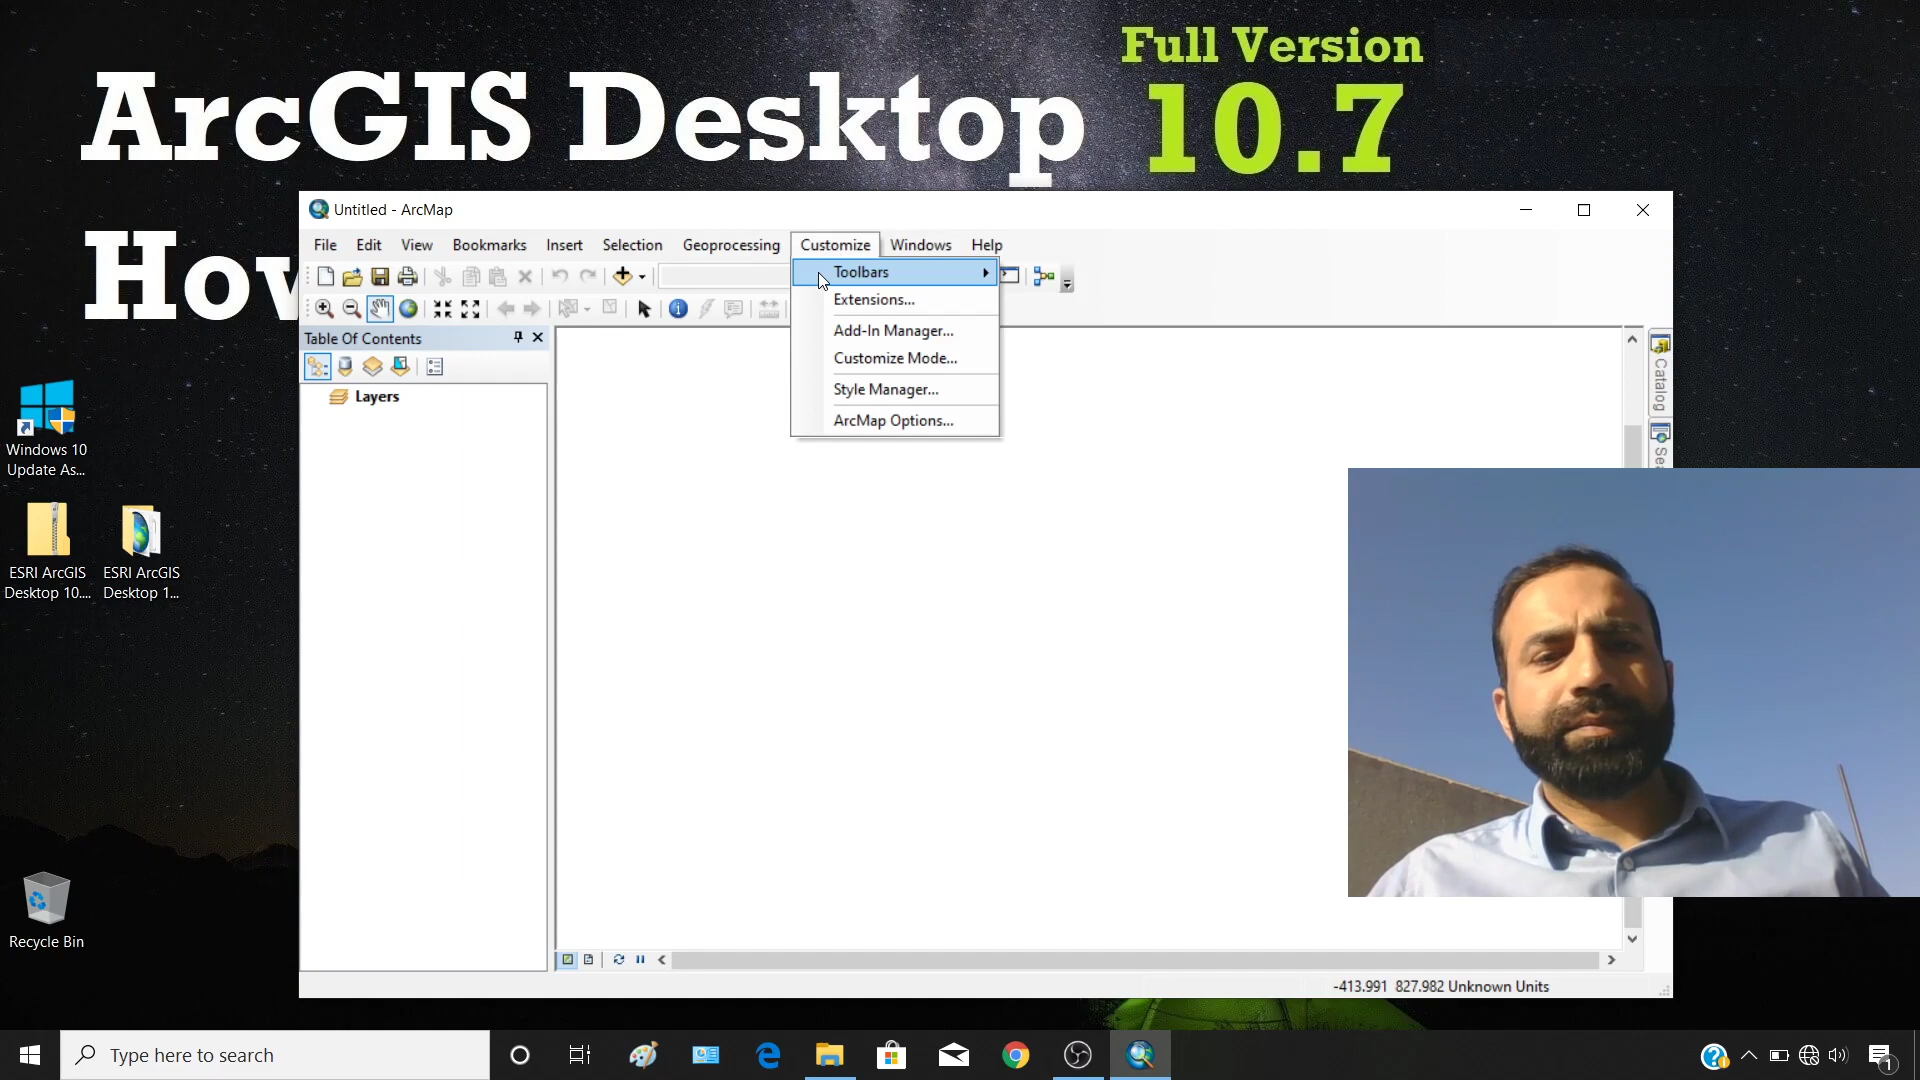 Full Version
ArcGIS Desktop 10.7
How
Untitled - ArcMap
File Edit View Bookmarks Insert Selection Geoprocessing Customize Windows Help
Toolbars
Extensions...
Add-In Manager...
Customize Mode...
Style Manager...
ArcMap Options...
Table Of Contents
Layers
Catalog
Windows 10
Update As...
ESRI ArcGIS
Desktop 10....
ESRI ArcGIS
Desktop 1...
Recycle Bin
-413.991 827.982 Unknown Units
Type here to search
1